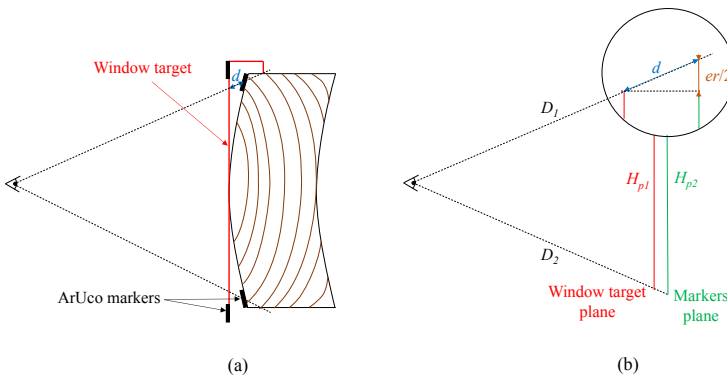 Window target
d
ArUco markers
(a)
d
er/2
D1
Hp1
Hp2
D2
Window target
plane
Markers
plane
(b)